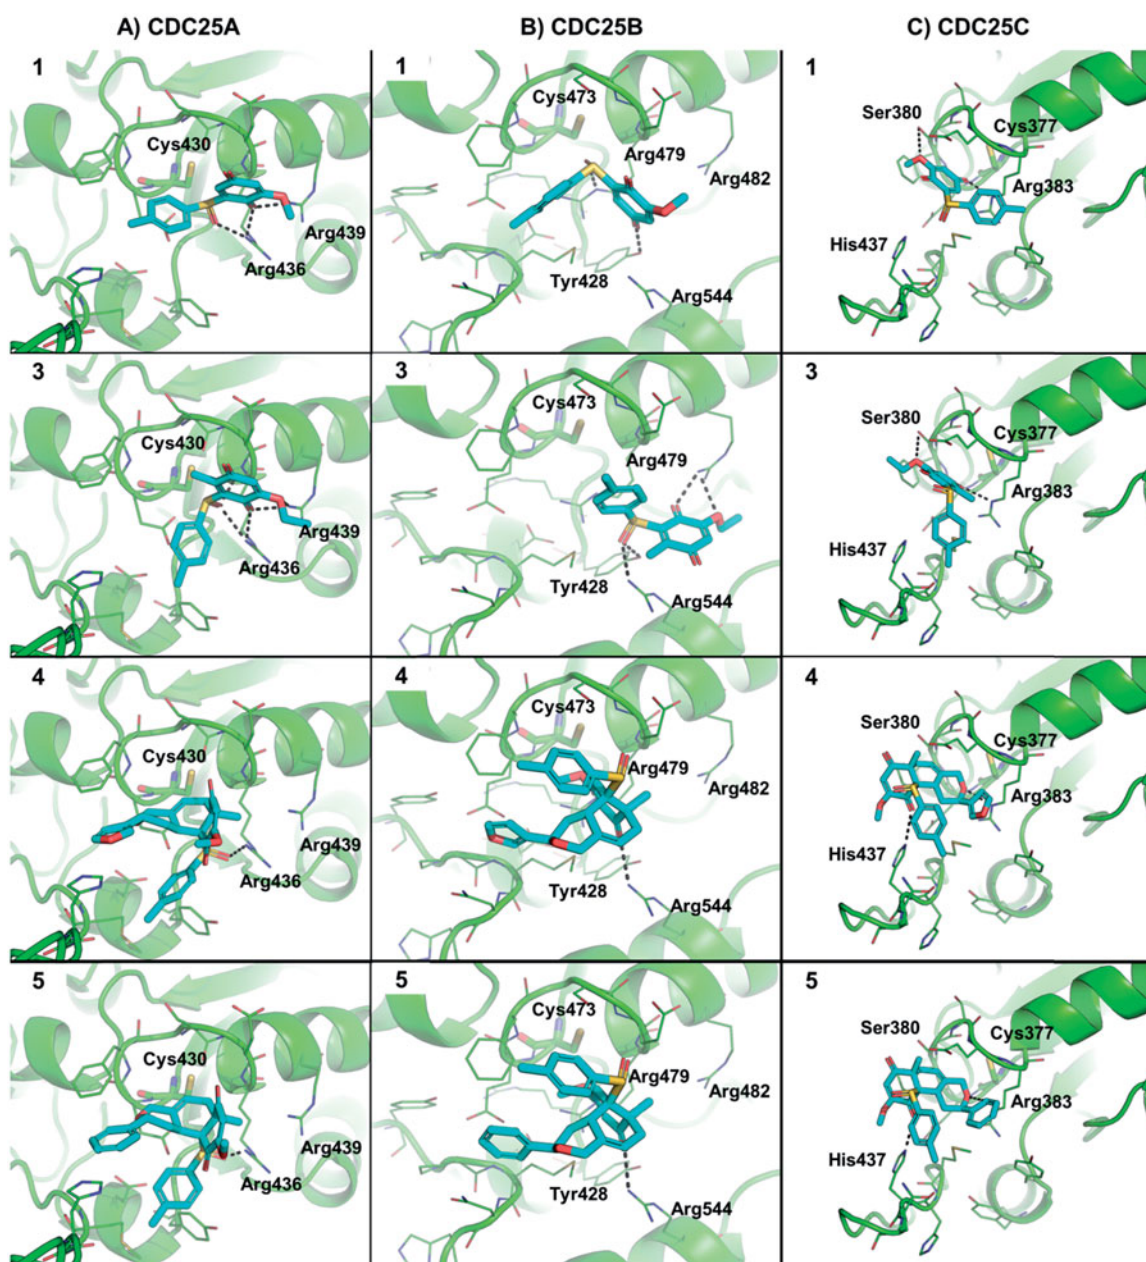 A) CDC25A
B) CDC25B
C) CDC25C
1
Cys430
Arg439
Arg436
1
Cys473
Arg479
Arg482
Tyr428
Arg544
1
Ser380
Cys377
Arg383
His437
3
Cys430
Arg439
Arg436
3
Cys473
Arg479
Tyr428
Arg544
3
Ser380
Cys377
Arg383
His437
4
Cys430
Arg439
Arg436
4
Cys473
Arg479
Arg482
Tyr428
Arg544
4
Ser380
Cys377
Arg383
His437
5
Cys430
Arg439
Arg436
5
Cys473
Arg479
Arg482
Tyr428
Arg544
5
Ser380
Cys377
Arg383
His437